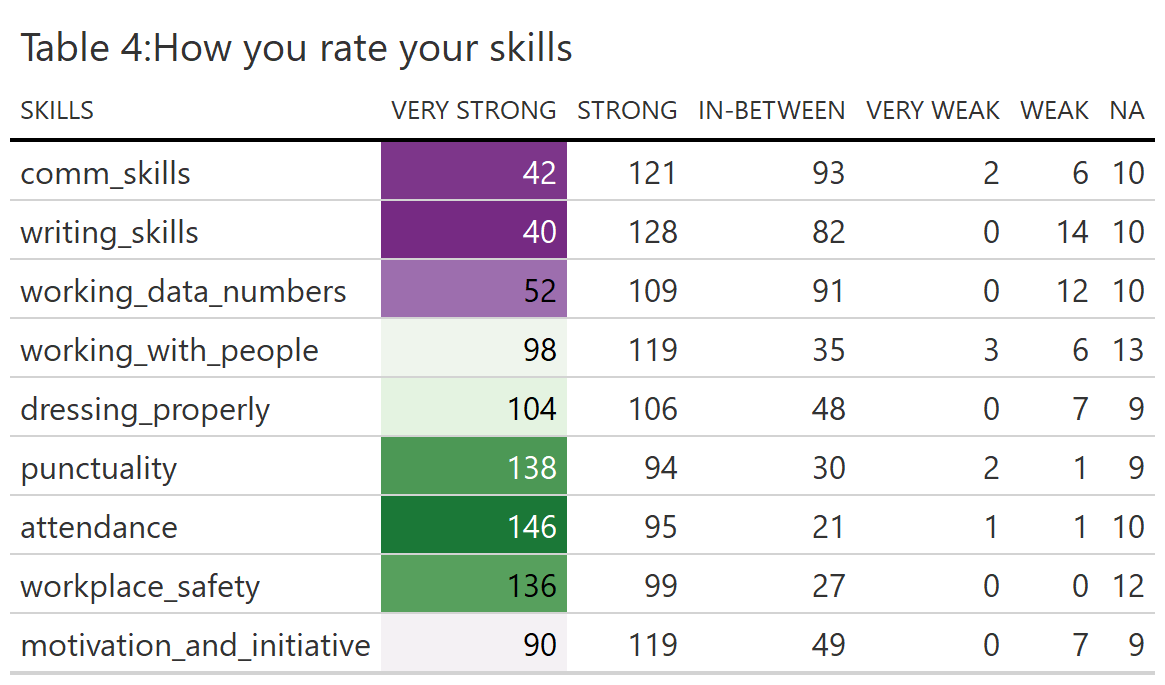 Table 4:How you rate your skills
SKILLS VERY STRONG STRONG IN-BETWEEN VERY WEAK WEAK NA
comm_skills 42 121 93 2 6 10
writing_skills 40 128 82 0 14 10
working_data_numbers 52 109 91 0 12 10
working_with_people 98 119 35 3 6 13
dressing_properly 104 106 48 0 7 9
punctuality 138 94 30 2 1 9
attendance 146 95 21 1 1 10
workplace_safety 136 99 27 0 0 12
motivation_and_initiative 90 119 49 0 7 9